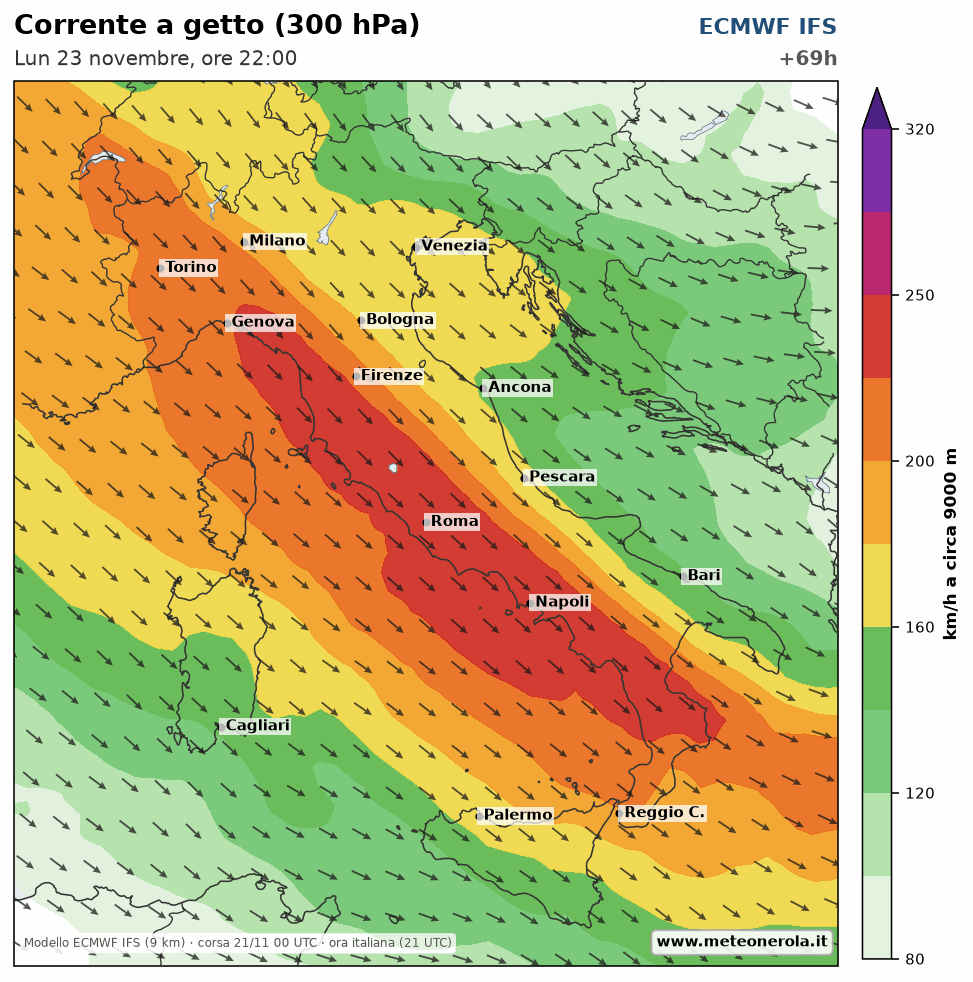 Corrente a getto (300 hPa)
ECMWF IFS
Lun 23 novembre, ore 22:00
+69h
Milano
Venezia
Torino
Genova
Bologna
Firenze
Ancona
Pescara
Roma
Bari
Napoli
Cagliari
Palermo
Reggio C.
320
250
200
160
120
80
km/h a circa 9000 m
Modello ECMWF IFS (9 km) · corsa 21/11 00 UTC · ora italiana (21 UTC)
www.meteonerola.it